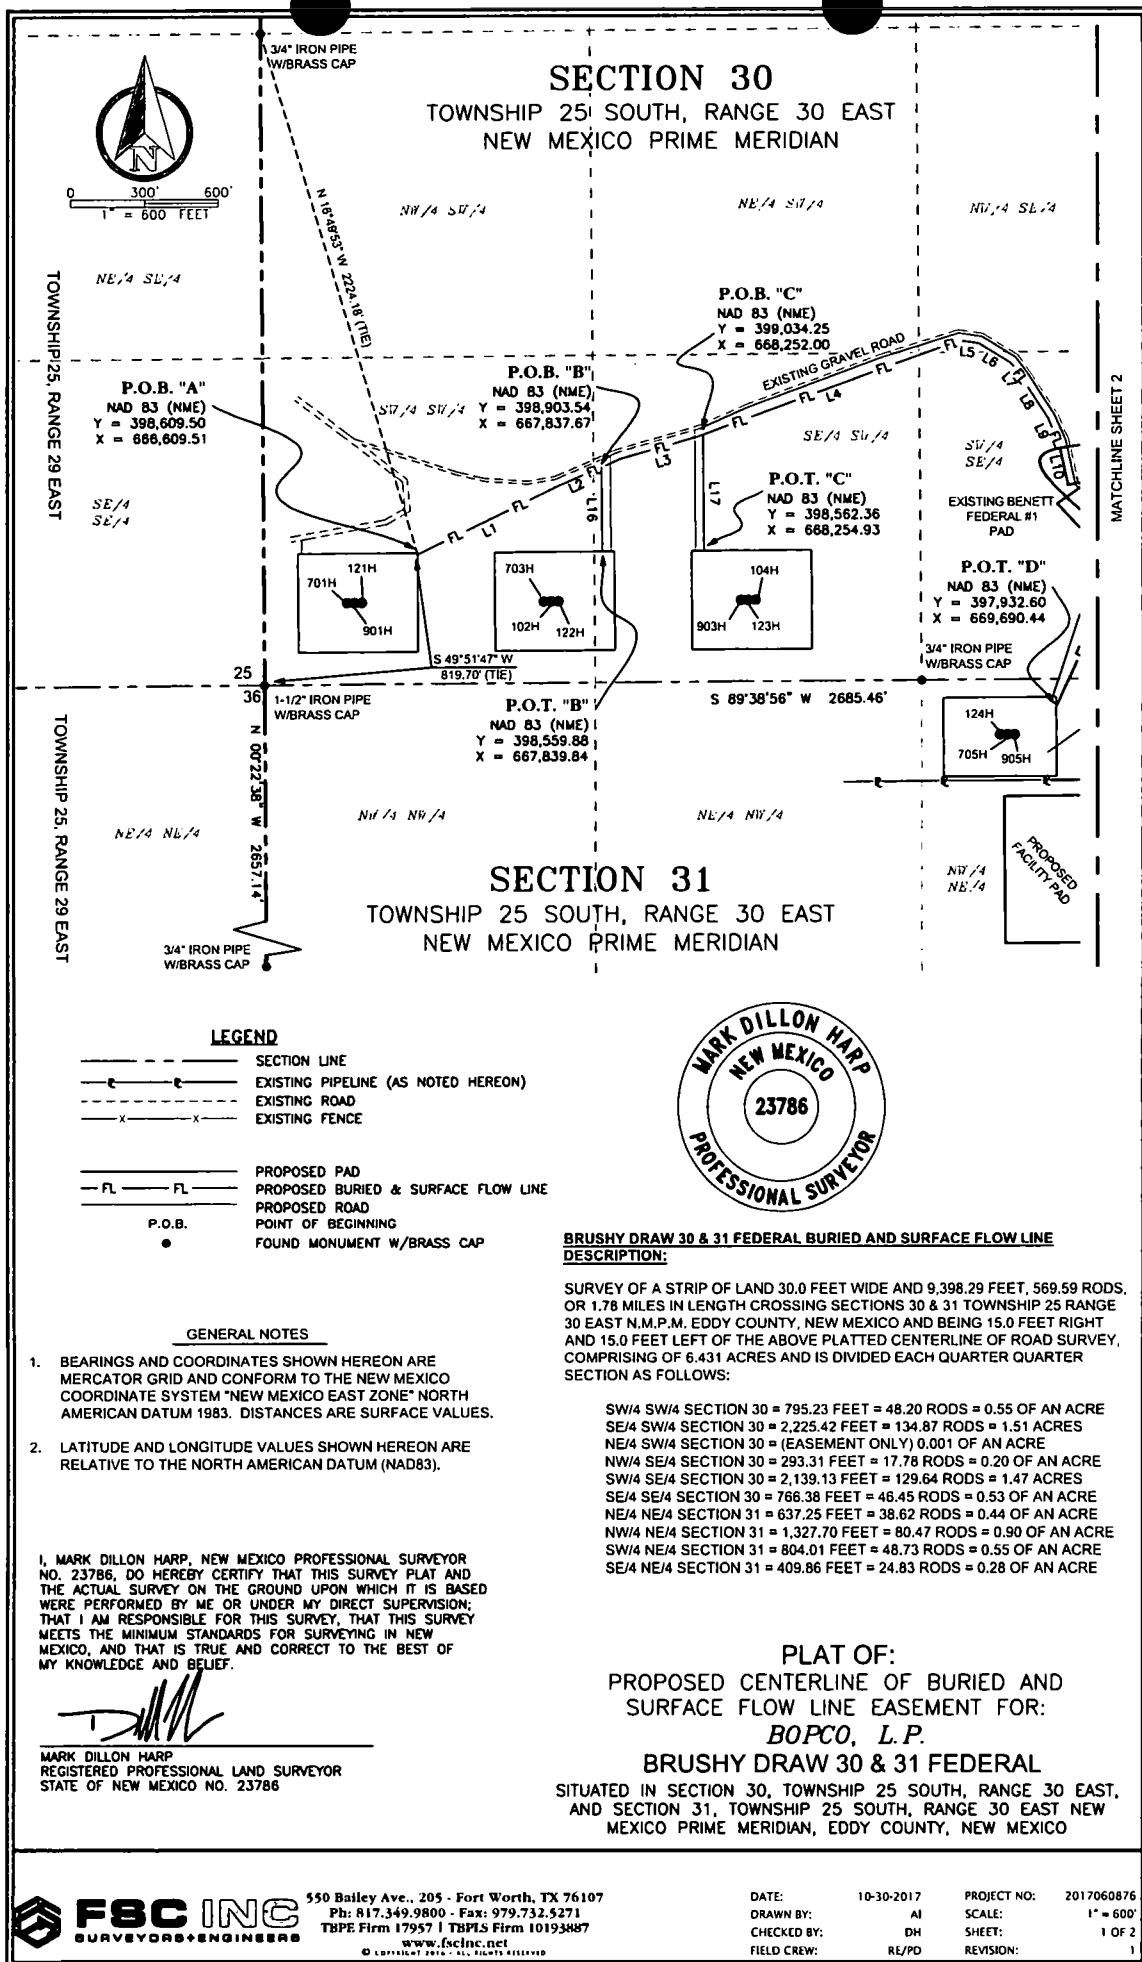 3/4" IRON PIPE
W/BRASS CAP
SECTION 30
TOWNSHIP 25 SOUTH, RANGE 30 EAST
NEW MEXICO PRIME MERIDIAN
N
0 300' 600'
1" = 600 FEET
N 16°48'53" W 2224.18' (TIE)
NW/4 SW/4
NE/4 SW/4
NW/4 SE/4
NE/4 SE/4
TOWNSHIP 25, RANGE 29 EAST
P.O.B. "C"
NAD 83 (NME)
Y = 399,034.25
X = 668,252.00
EXISTING GRAVEL ROAD
P.O.B. "A"
NAD 83 (NME)
Y = 398,609.50
X = 666,609.51
P.O.B. "B"
NAD 83 (NME)
Y = 398,903.54
X = 667,837.67
SW/4 SW/4
SE/4 SW/4
SW/4
SE/4
FL L1 FL L2 FL FL L3 FL FL L4 FL FL L5 L6 FL L7 L8 L9 FL L10
L16
L17
MATCHLINE SHEET 2
SE/4
SE/4
P.O.T. "C"
NAD 83 (NME)
Y = 398,562.36
X = 668,254.93
EXISTING BENETT
FEDERAL #1
PAD
P.O.T. "D"
NAD 83 (NME)
Y = 397,932.60
X = 669,690.44
701H
121H
901H
703H
102H
122H
104H
903H
123H
3/4" IRON PIPE
W/BRASS CAP
S 49°51'47" W
819.70' (TIE)
25
36
1-1/2" IRON PIPE
W/BRASS CAP
P.O.T. "B"
NAD 83 (NME)
Y = 398,559.88
X = 667,839.84
S 89°38'56" W 2685.46'
124H
705H
905H
TOWNSHIP 25, RANGE 29 EAST
N 00°22'38" W 2657.14'
NE/4 NE/4
NW/4 NW/4
NE/4 NW/4
NW/4
NE/4
PROPOSED
FACILITY PAD
SECTION 31
TOWNSHIP 25 SOUTH, RANGE 30 EAST
NEW MEXICO PRIME MERIDIAN
3/4" IRON PIPE
W/BRASS CAP
LEGEND
SECTION LINE
EXISTING PIPELINE (AS NOTED HEREON)
EXISTING ROAD
x x EXISTING FENCE
PROPOSED PAD
FL FL PROPOSED BURIED & SURFACE FLOW LINE
PROPOSED ROAD
P.O.B. POINT OF BEGINNING
FOUND MONUMENT W/BRASS CAP
MARK DILLON HARP
NEW MEXICO
23786
PROFESSIONAL SURVEYOR
BRUSHY DRAW 30 & 31 FEDERAL BURIED AND SURFACE FLOW LINE
DESCRIPTION:
SURVEY OF A STRIP OF LAND 30.0 FEET WIDE AND 9,398.29 FEET, 569.59 RODS,
OR 1.78 MILES IN LENGTH CROSSING SECTIONS 30 & 31 TOWNSHIP 25 RANGE
30 EAST N.M.P.M. EDDY COUNTY, NEW MEXICO AND BEING 15.0 FEET RIGHT
AND 15.0 FEET LEFT OF THE ABOVE PLATTED CENTERLINE OF ROAD SURVEY,
COMPRISING OF 6.431 ACRES AND IS DIVIDED EACH QUARTER QUARTER
SECTION AS FOLLOWS:
SW/4 SW/4 SECTION 30 = 795.23 FEET = 48.20 RODS = 0.55 OF AN ACRE
SE/4 SW/4 SECTION 30 = 2,225.42 FEET = 134.87 RODS = 1.51 ACRES
NE/4 SW/4 SECTION 30 = (EASEMENT ONLY) 0.001 OF AN ACRE
NW/4 SE/4 SECTION 30 = 293.31 FEET = 17.78 RODS = 0.20 OF AN ACRE
SW/4 SE/4 SECTION 30 = 2,139.13 FEET = 129.64 RODS = 1.47 ACRES
SE/4 SE/4 SECTION 30 = 766.38 FEET = 46.45 RODS = 0.53 OF AN ACRE
NE/4 NE/4 SECTION 31 = 637.25 FEET = 38.62 RODS = 0.44 OF AN ACRE
NW/4 NE/4 SECTION 31 = 1,327.70 FEET = 80.47 RODS = 0.90 OF AN ACRE
SW/4 NE/4 SECTION 31 = 804.01 FEET = 48.73 RODS = 0.55 OF AN ACRE
SE/4 NE/4 SECTION 31 = 409.86 FEET = 24.83 RODS = 0.28 OF AN ACRE
GENERAL NOTES
1. BEARINGS AND COORDINATES SHOWN HEREON ARE
MERCATOR GRID AND CONFORM TO THE NEW MEXICO
COORDINATE SYSTEM "NEW MEXICO EAST ZONE" NORTH
AMERICAN DATUM 1983. DISTANCES ARE SURFACE VALUES.
2. LATITUDE AND LONGITUDE VALUES SHOWN HEREON ARE
RELATIVE TO THE NORTH AMERICAN DATUM (NAD83).
I, MARK DILLON HARP, NEW MEXICO PROFESSIONAL SURVEYOR
NO. 23786, DO HEREBY CERTIFY THAT THIS SURVEY PLAT AND
THE ACTUAL SURVEY ON THE GROUND UPON WHICH IT IS BASED
WERE PERFORMED BY ME OR UNDER MY DIRECT SUPERVISION;
THAT I AM RESPONSIBLE FOR THIS SURVEY, THAT THIS SURVEY
MEETS THE MINIMUM STANDARDS FOR SURVEYING IN NEW
MEXICO, AND THAT IS TRUE AND CORRECT TO THE BEST OF
MY KNOWLEDGE AND BELIEF.
MARK DILLON HARP
REGISTERED PROFESSIONAL LAND SURVEYOR
STATE OF NEW MEXICO NO. 23786
PLAT OF:
PROPOSED CENTERLINE OF BURIED AND
SURFACE FLOW LINE EASEMENT FOR:
BOPCO, L.P.
BRUSHY DRAW 30 & 31 FEDERAL
SITUATED IN SECTION 30, TOWNSHIP 25 SOUTH, RANGE 30 EAST,
AND SECTION 31, TOWNSHIP 25 SOUTH, RANGE 30 EAST NEW
MEXICO PRIME MERIDIAN, EDDY COUNTY, NEW MEXICO
FSC INC
SURVEYORS+ENGINEERS
550 Bailey Ave., 205 - Fort Worth, TX 76107
Ph: 817.349.9800 - Fax: 979.732.5271
TBPE Firm 17957 | TBPLS Firm 10193887
www.fscinc.net
© COPYRIGHT 2016 - ALL RIGHTS RESERVED
DATE: 10-30-2017 PROJECT NO: 2017060876
DRAWN BY: AI SCALE: 1" = 600'
CHECKED BY: DH SHEET: 1 OF 2
FIELD CREW: RE/PD REVISION: 1